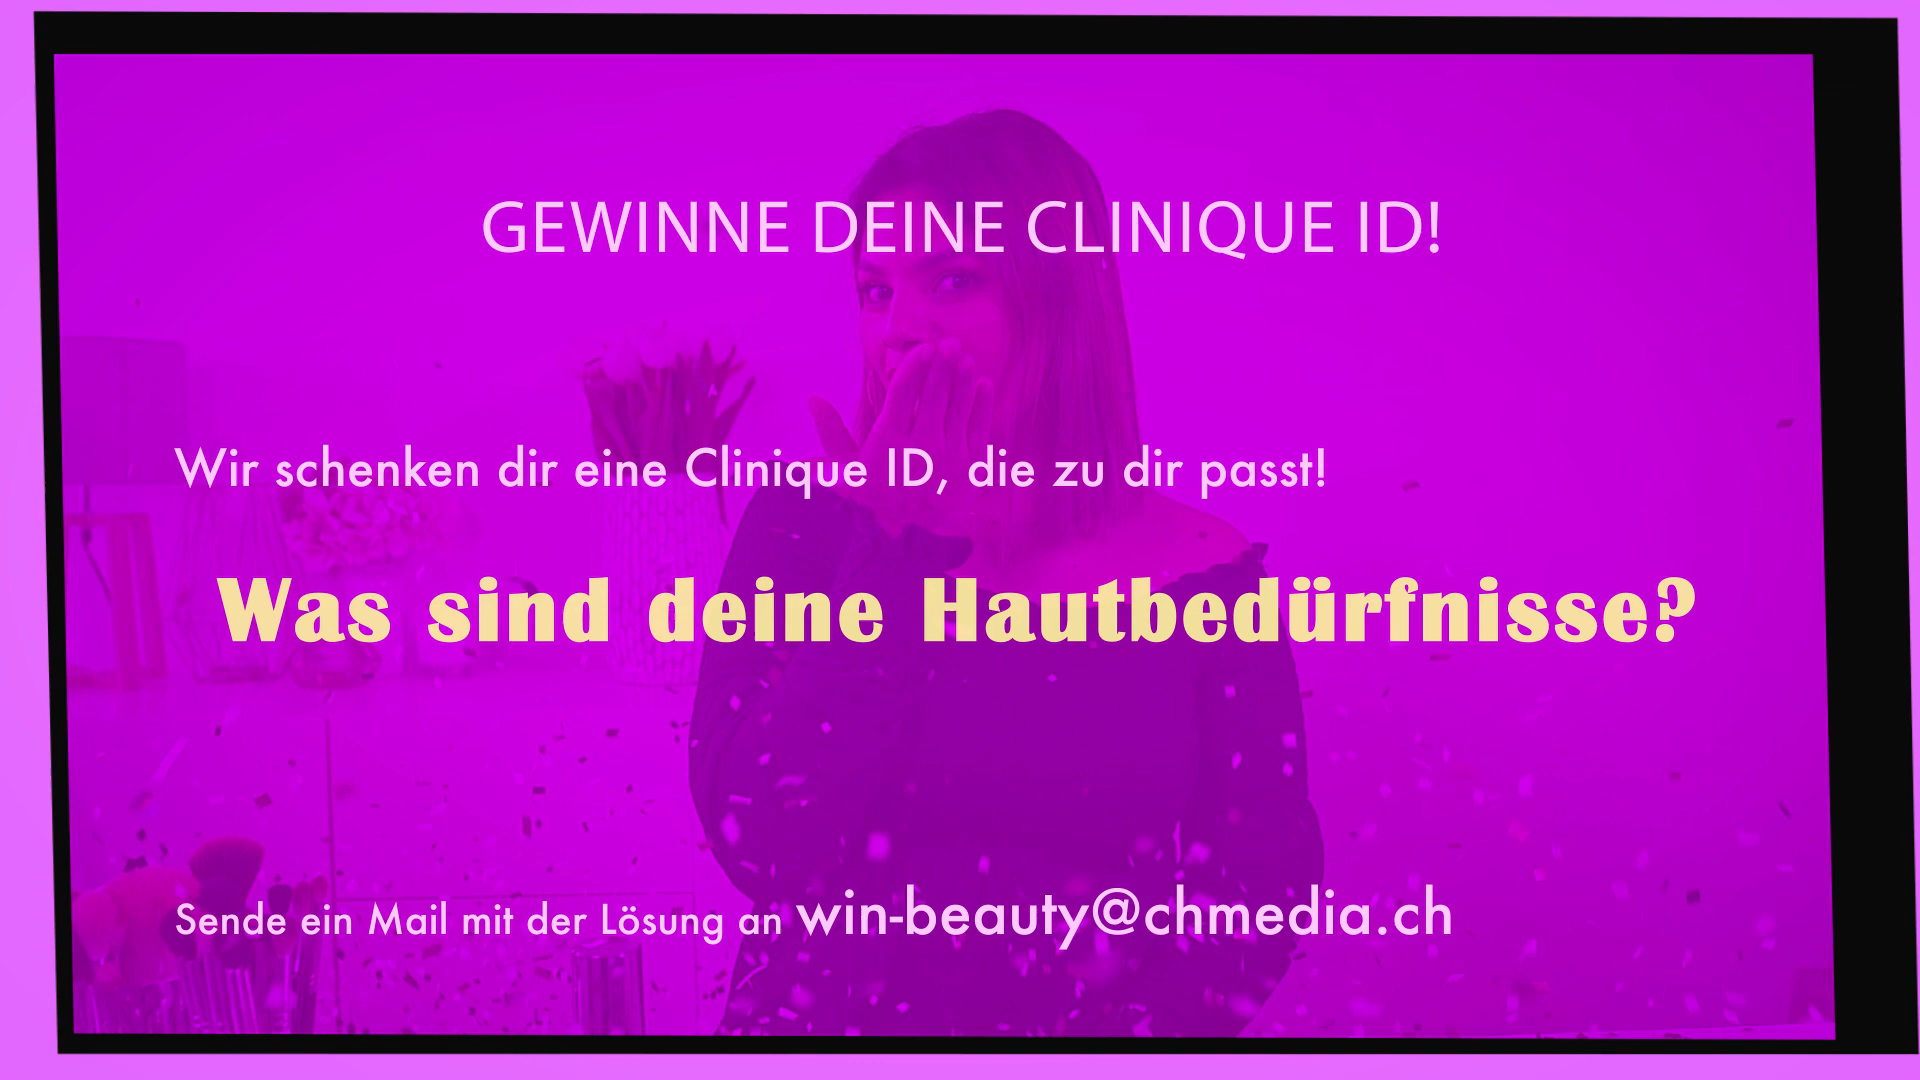 GEWINNE DEINE CLINIQUE ID!
Wir schenken dir eine Clinique ID, die zu dir passt!
Was sind deine Hautbedürfnisse?
Sende ein Mail mit der Lösung an win-beauty@chmedia.ch